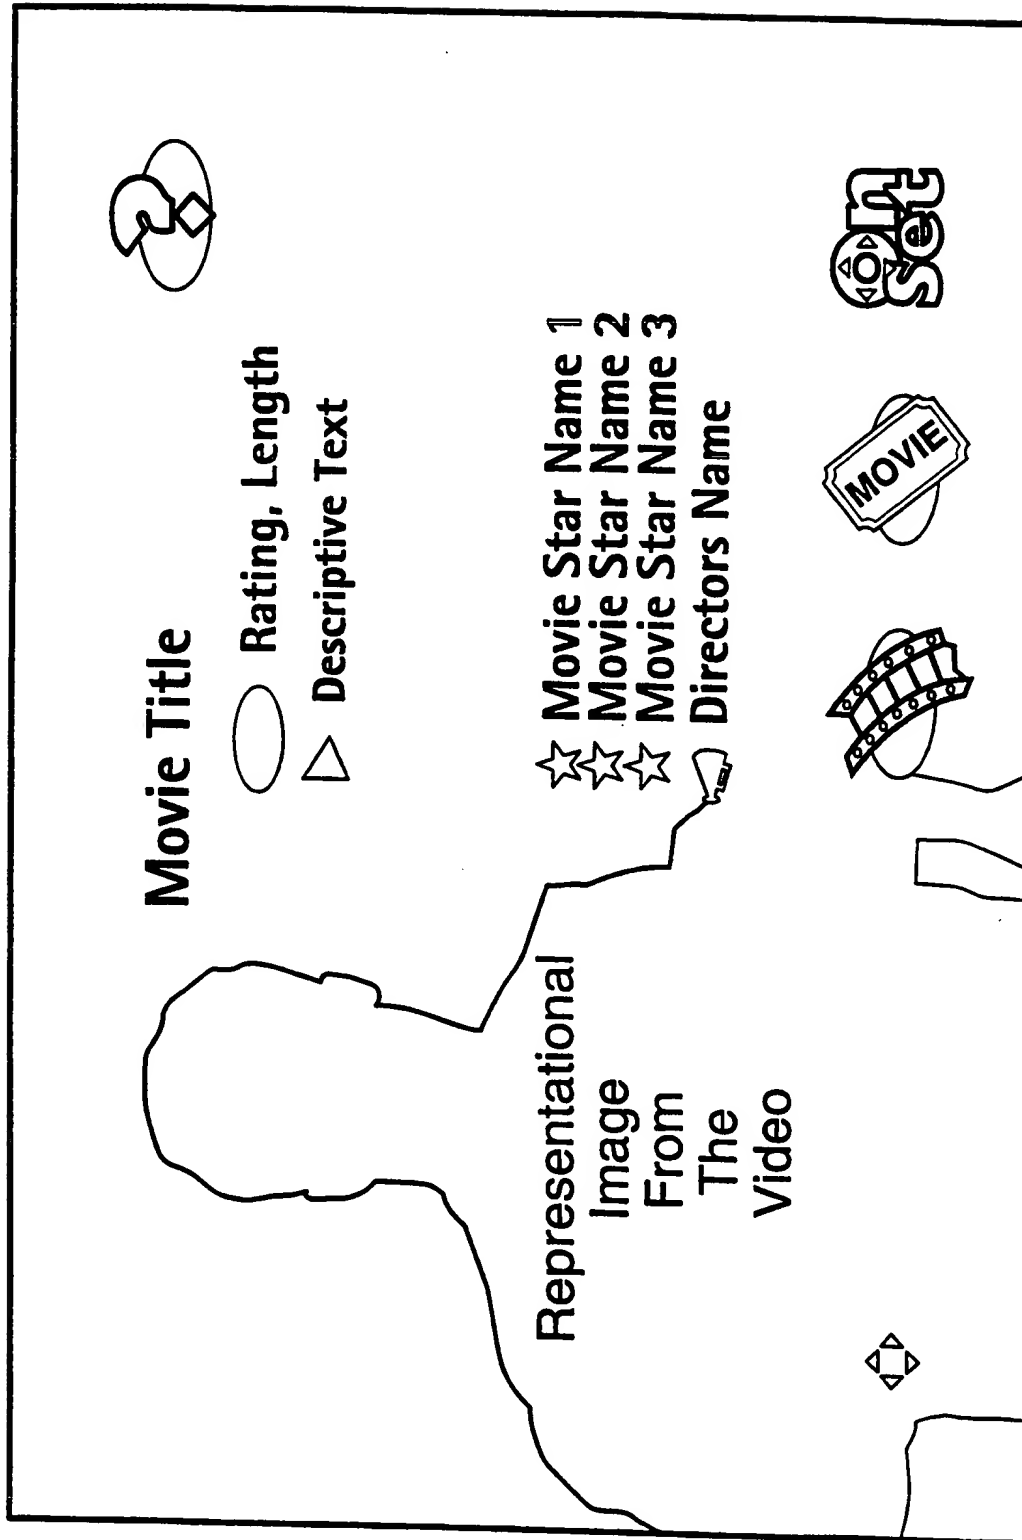 Movie Title
Rating, Length
Descriptive Text
Movie Star Name 1
Movie Star Name 2
Movie Star Name 3
Directors Name
Representational
Image
From
The
Video
MOVIE
On
set